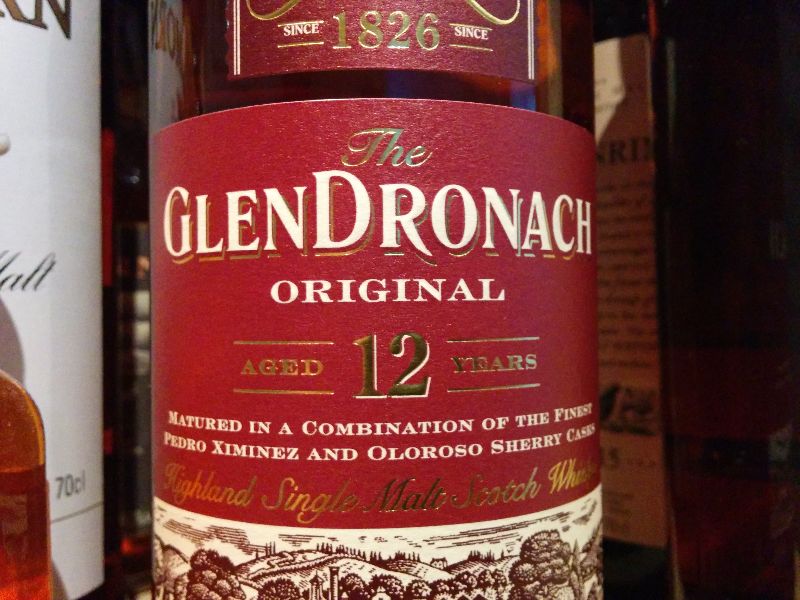 SINCE 1826 SINCE
The
GLENDRONACH
ORIGINAL
AGED 12 YEARS
MATURED IN A COMBINATION OF THE FINEST
PEDRO XIMINEZ AND OLOROSO SHERRY CASKS
Highland Single Malt Scotch
Malt
70cl